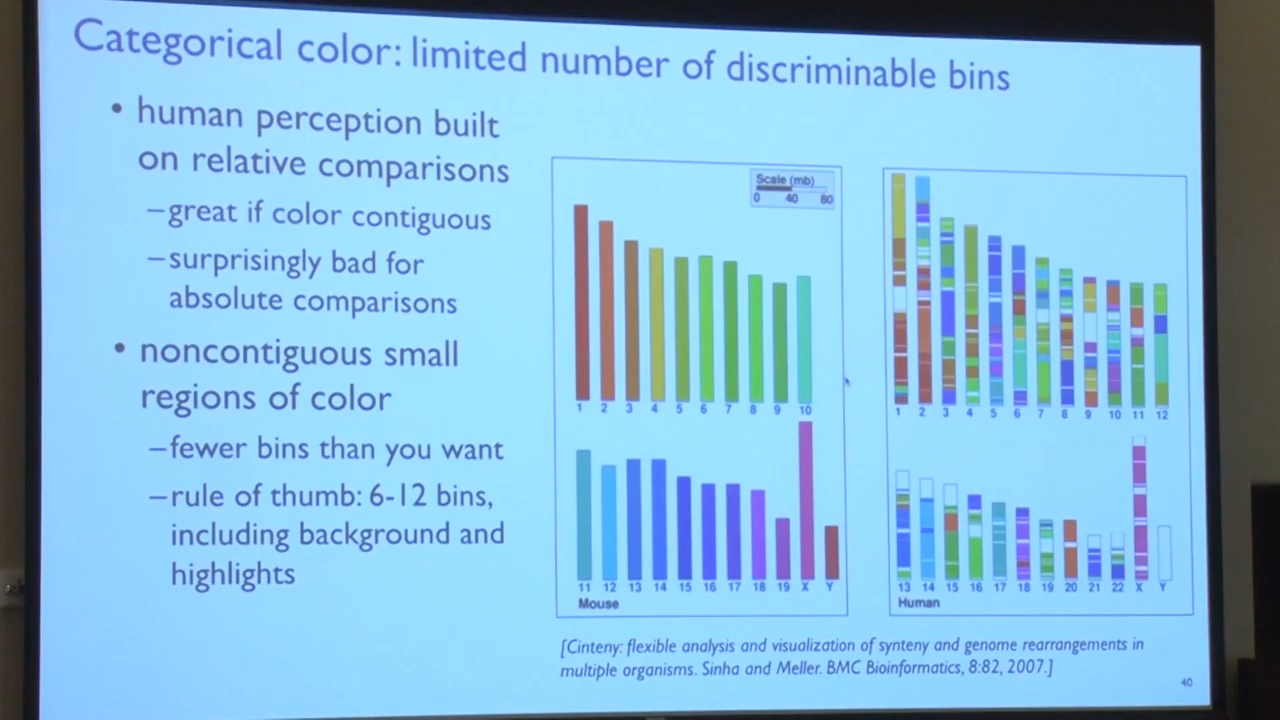 Categorical color: limited number of discriminable bins
• human perception built
on relative comparisons
–great if color contiguous
–surprisingly bad for
absolute comparisons
• noncontiguous small
regions of color
–fewer bins than you want
–rule of thumb: 6-12 bins,
including background and
highlights
Scale (mb)
0 40 80
1 2 3 4 5 6 7 8 9 10
11 12 13 14 15 16 17 18 19 X Y
Mouse
1 2 3 4 5 6 7 8 9 10 11 12
13 14 15 16 17 18 19 20 21 22 X Y
Human
[Cinteny: flexible analysis and visualization of synteny and genome rearrangements in
multiple organisms. Sinha and Meller. BMC Bioinformatics, 8:82, 2007.]
40